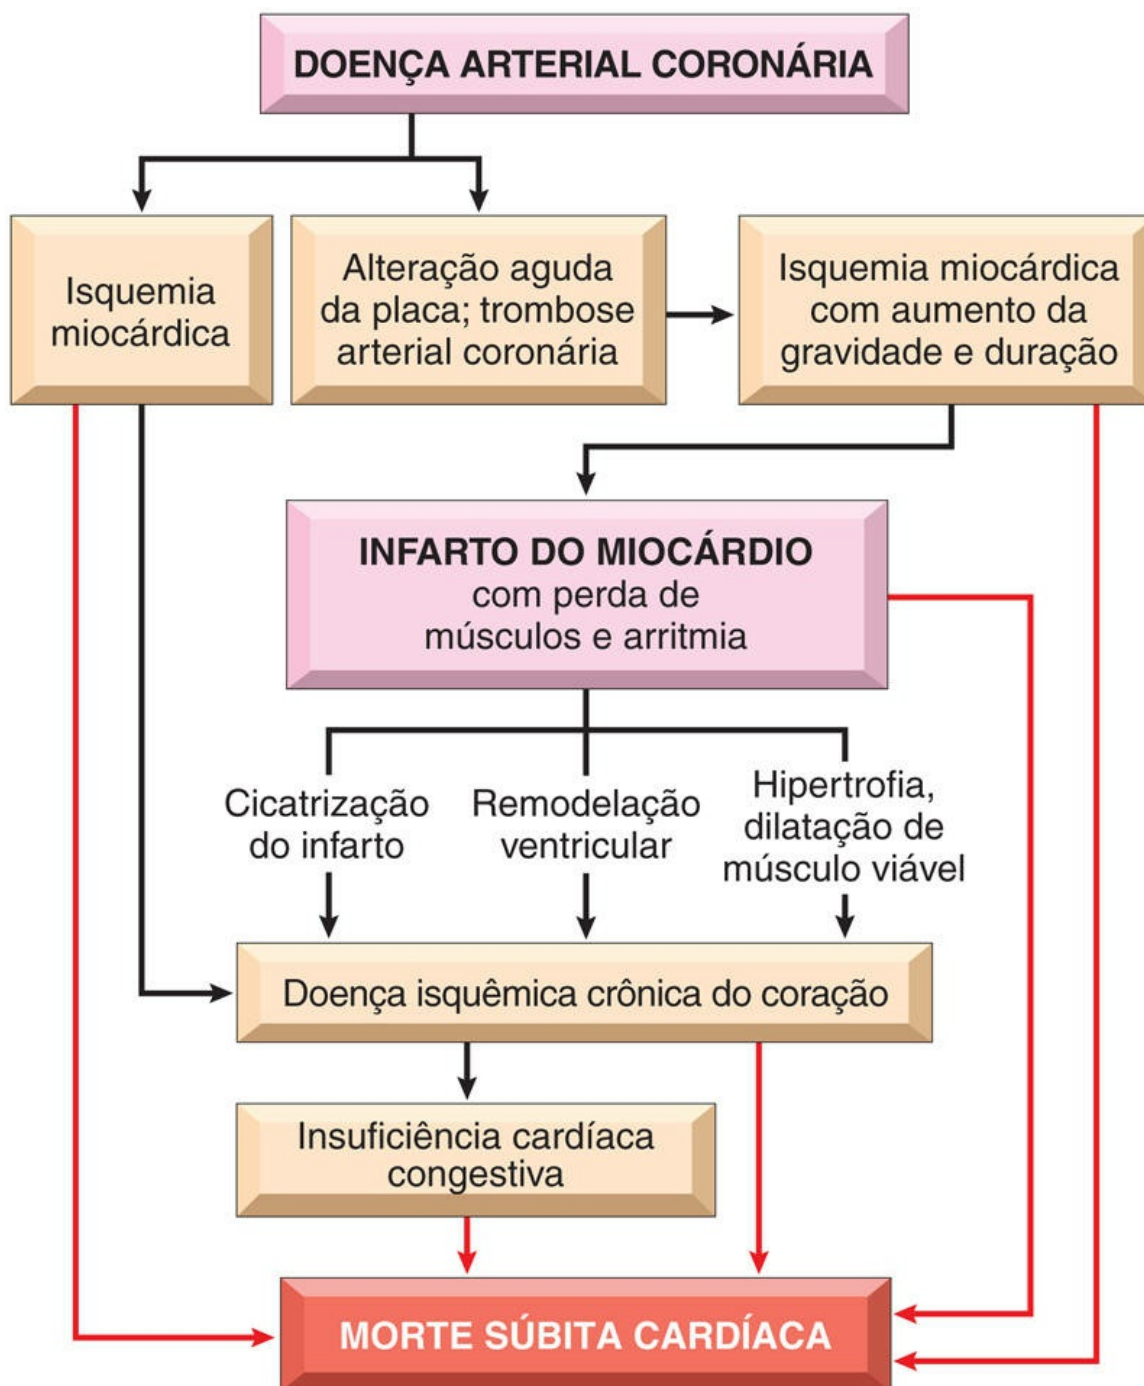 DOENÇA ARTERIAL CORONÁRIA
Isquemia
miocárdica
Alteração aguda
da placa; trombose
arterial coronária
Isquemia miocárdica
com aumento da
gravidade e duração
INFARTO DO MIOCÁRDIO
com perda de
músculos e arritmia
Cicatrização
do infarto
Remodelação
ventricular
Hipertrofia,
dilatação de
músculo viável
Doença isquêmica crônica do coração
Insuficiência cardíaca
congestiva
MORTE SÚBITA CARDÍACA